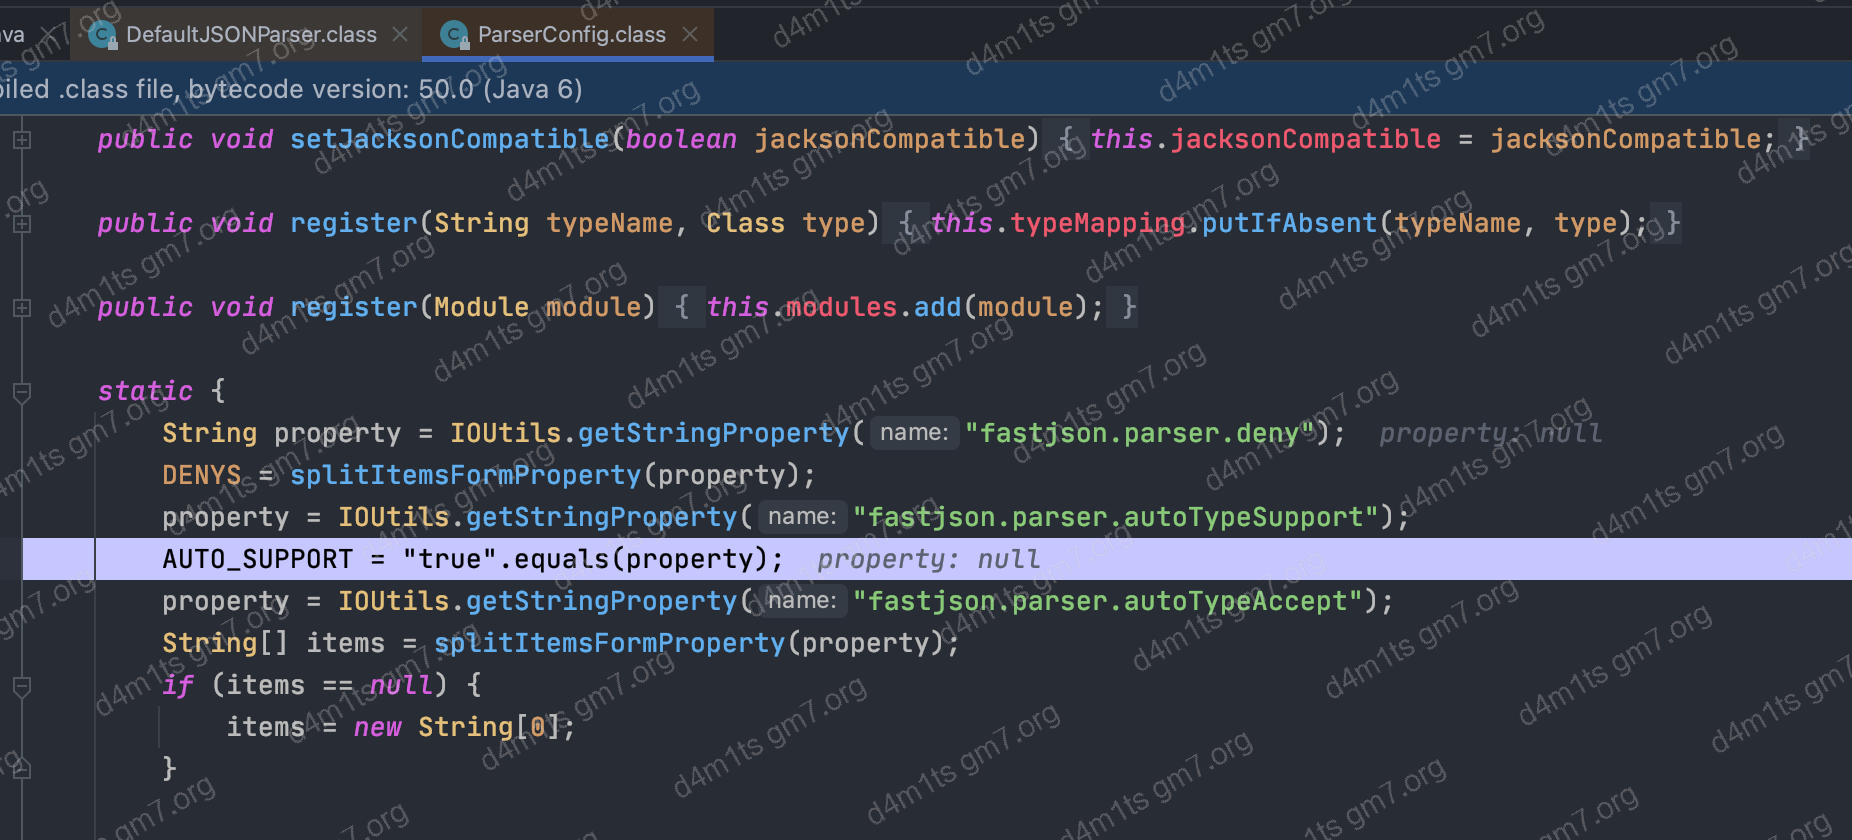 va
DefaultJSONParser.class
ParserConfig.class
iled .class file, bytecode version: 50.0 (Java 6)
public void setJacksonCompatible(boolean jacksonCompatible) { this.jacksonCompatible = jacksonCompatible; }
public void register(String typeName, Class type) { this.typeMapping.putIfAbsent(typeName, type); }
public void register(Module module) { this.modules.add(module); }
static {
String property = IOUtils.getStringProperty( name: "fastjson.parser.deny"); property: null
DENYS = splitItemsFormProperty(property);
property = IOUtils.getStringProperty( name: "fastjson.parser.autoTypeSupport");
AUTO_SUPPORT = "true".equals(property); property: null
property = IOUtils.getStringProperty( name: "fastjson.parser.autoTypeAccept");
String[] items = splitItemsFormProperty(property);
if (items == null) {
items = new String[0];
}
d4m1ts gm7.org